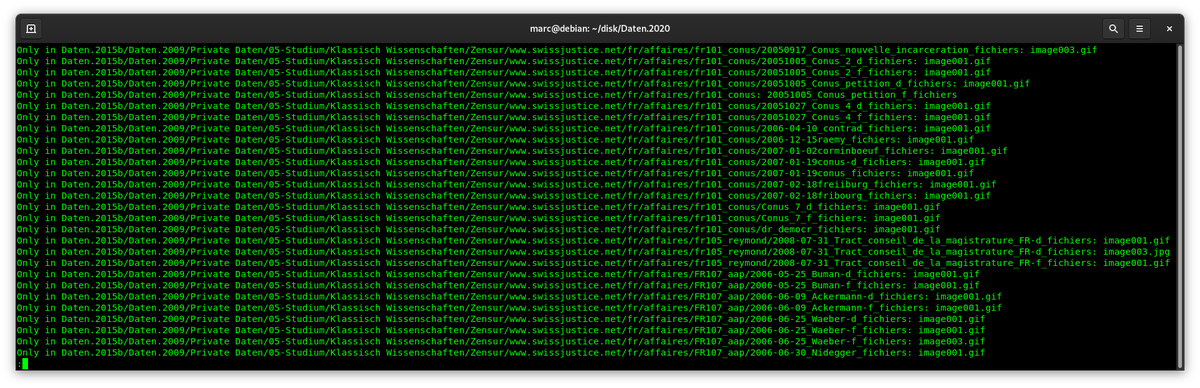 marc@debian: ~/disk/Daten.2020
Only in Daten.2015b/Daten.2009/Private Daten/05-Studium/Klassisch Wissenschaften/Zensur/www.swissjustice.net/fr/affaires/fr101_conus/20050917_Conus_nouvelle_incarceration_fichiers: image003.gif
Only in Daten.2015b/Daten.2009/Private Daten/05-Studium/Klassisch Wissenschaften/Zensur/www.swissjustice.net/fr/affaires/fr101_conus/20051005_Conus_2_d_fichiers: image001.gif
Only in Daten.2015b/Daten.2009/Private Daten/05-Studium/Klassisch Wissenschaften/Zensur/www.swissjustice.net/fr/affaires/fr101_conus/20051005_Conus_2_f_fichiers: image001.gif
Only in Daten.2015b/Daten.2009/Private Daten/05-Studium/Klassisch Wissenschaften/Zensur/www.swissjustice.net/fr/affaires/fr101_conus/20051005_Conus_petition_d_fichiers: image001.gif
Only in Daten.2015b/Daten.2009/Private Daten/05-Studium/Klassisch Wissenschaften/Zensur/www.swissjustice.net/fr/affaires/fr101_conus: 20051005_Conus_petition_f_fichiers
Only in Daten.2015b/Daten.2009/Private Daten/05-Studium/Klassisch Wissenschaften/Zensur/www.swissjustice.net/fr/affaires/fr101_conus/20051027_Conus_4_d_fichiers: image001.gif
Only in Daten.2015b/Daten.2009/Private Daten/05-Studium/Klassisch Wissenschaften/Zensur/www.swissjustice.net/fr/affaires/fr101_conus/20051027_Conus_4_f_fichiers: image001.gif
Only in Daten.2015b/Daten.2009/Private Daten/05-Studium/Klassisch Wissenschaften/Zensur/www.swissjustice.net/fr/affaires/fr101_conus/2006-04-10_contrad_fichiers: image001.gif
Only in Daten.2015b/Daten.2009/Private Daten/05-Studium/Klassisch Wissenschaften/Zensur/www.swissjustice.net/fr/affaires/fr101_conus/2006-12-15raemy_fichiers: image001.gif
Only in Daten.2015b/Daten.2009/Private Daten/05-Studium/Klassisch Wissenschaften/Zensur/www.swissjustice.net/fr/affaires/fr101_conus/2007-01-02corminboeuf_fichiers: image001.gif
Only in Daten.2015b/Daten.2009/Private Daten/05-Studium/Klassisch Wissenschaften/Zensur/www.swissjustice.net/fr/affaires/fr101_conus/2007-01-19conus-d_fichiers: image001.gif
Only in Daten.2015b/Daten.2009/Private Daten/05-Studium/Klassisch Wissenschaften/Zensur/www.swissjustice.net/fr/affaires/fr101_conus/2007-01-19conus_fichiers: image001.gif
Only in Daten.2015b/Daten.2009/Private Daten/05-Studium/Klassisch Wissenschaften/Zensur/www.swissjustice.net/fr/affaires/fr101_conus/2007-02-18freiiburg_fichiers: image001.gif
Only in Daten.2015b/Daten.2009/Private Daten/05-Studium/Klassisch Wissenschaften/Zensur/www.swissjustice.net/fr/affaires/fr101_conus/2007-02-18fribourg_fichiers: image001.gif
Only in Daten.2015b/Daten.2009/Private Daten/05-Studium/Klassisch Wissenschaften/Zensur/www.swissjustice.net/fr/affaires/fr101_conus/Conus_7_d_fichiers: image001.gif
Only in Daten.2015b/Daten.2009/Private Daten/05-Studium/Klassisch Wissenschaften/Zensur/www.swissjustice.net/fr/affaires/fr101_conus/Conus_7_f_fichiers: image001.gif
Only in Daten.2015b/Daten.2009/Private Daten/05-Studium/Klassisch Wissenschaften/Zensur/www.swissjustice.net/fr/affaires/fr101_conus/dr_democr_fichiers: image001.gif
Only in Daten.2015b/Daten.2009/Private Daten/05-Studium/Klassisch Wissenschaften/Zensur/www.swissjustice.net/fr/affaires/fr105_reymond/2008-07-31_Tract_conseil_de_la_magistrature_FR-d_fichiers: image001.gif
Only in Daten.2015b/Daten.2009/Private Daten/05-Studium/Klassisch Wissenschaften/Zensur/www.swissjustice.net/fr/affaires/fr105_reymond/2008-07-31_Tract_conseil_de_la_magistrature_FR-d_fichiers: image003.jpg
Only in Daten.2015b/Daten.2009/Private Daten/05-Studium/Klassisch Wissenschaften/Zensur/www.swissjustice.net/fr/affaires/fr105_reymond/2008-07-31_Tract_conseil_de_la_magistrature_FR-f_fichiers: image001.gif
Only in Daten.2015b/Daten.2009/Private Daten/05-Studium/Klassisch Wissenschaften/Zensur/www.swissjustice.net/fr/affaires/FR107_aap/2006-05-25_Buman-d_fichiers: image001.gif
Only in Daten.2015b/Daten.2009/Private Daten/05-Studium/Klassisch Wissenschaften/Zensur/www.swissjustice.net/fr/affaires/FR107_aap/2006-05-25_Buman-f_fichiers: image001.gif
Only in Daten.2015b/Daten.2009/Private Daten/05-Studium/Klassisch Wissenschaften/Zensur/www.swissjustice.net/fr/affaires/FR107_aap/2006-06-09_Ackermann-d_fichiers: image001.gif
Only in Daten.2015b/Daten.2009/Private Daten/05-Studium/Klassisch Wissenschaften/Zensur/www.swissjustice.net/fr/affaires/FR107_aap/2006-06-09_Ackermann-f_fichiers: image001.gif
Only in Daten.2015b/Daten.2009/Private Daten/05-Studium/Klassisch Wissenschaften/Zensur/www.swissjustice.net/fr/affaires/FR107_aap/2006-06-25_Waeber-d_fichiers: image001.gif
Only in Daten.2015b/Daten.2009/Private Daten/05-Studium/Klassisch Wissenschaften/Zensur/www.swissjustice.net/fr/affaires/FR107_aap/2006-06-25_Waeber-f_fichiers: image001.gif
Only in Daten.2015b/Daten.2009/Private Daten/05-Studium/Klassisch Wissenschaften/Zensur/www.swissjustice.net/fr/affaires/FR107_aap/2006-06-25_Waeber-f_fichiers: image003.gif
Only in Daten.2015b/Daten.2009/Private Daten/05-Studium/Klassisch Wissenschaften/Zensur/www.swissjustice.net/fr/affaires/FR107_aap/2006-06-30_Nidegger_fichiers: image001.gif
: